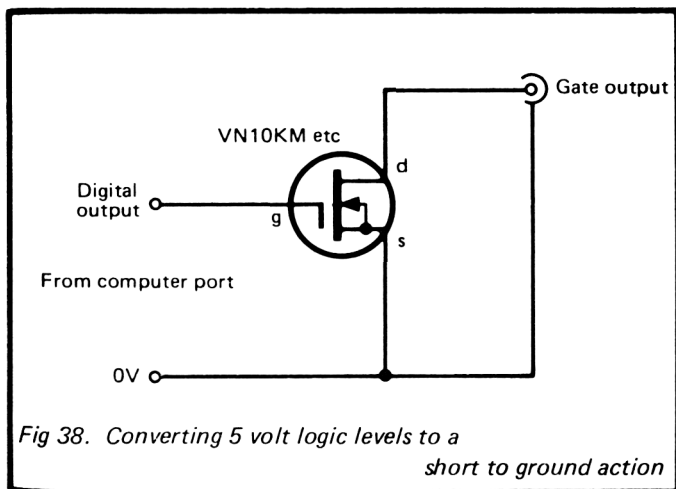 Gate output
VN10KM etc
d
Digital
output
g
s
From computer port
0V
Fig 38. Converting 5 volt logic levels to a
short to ground action